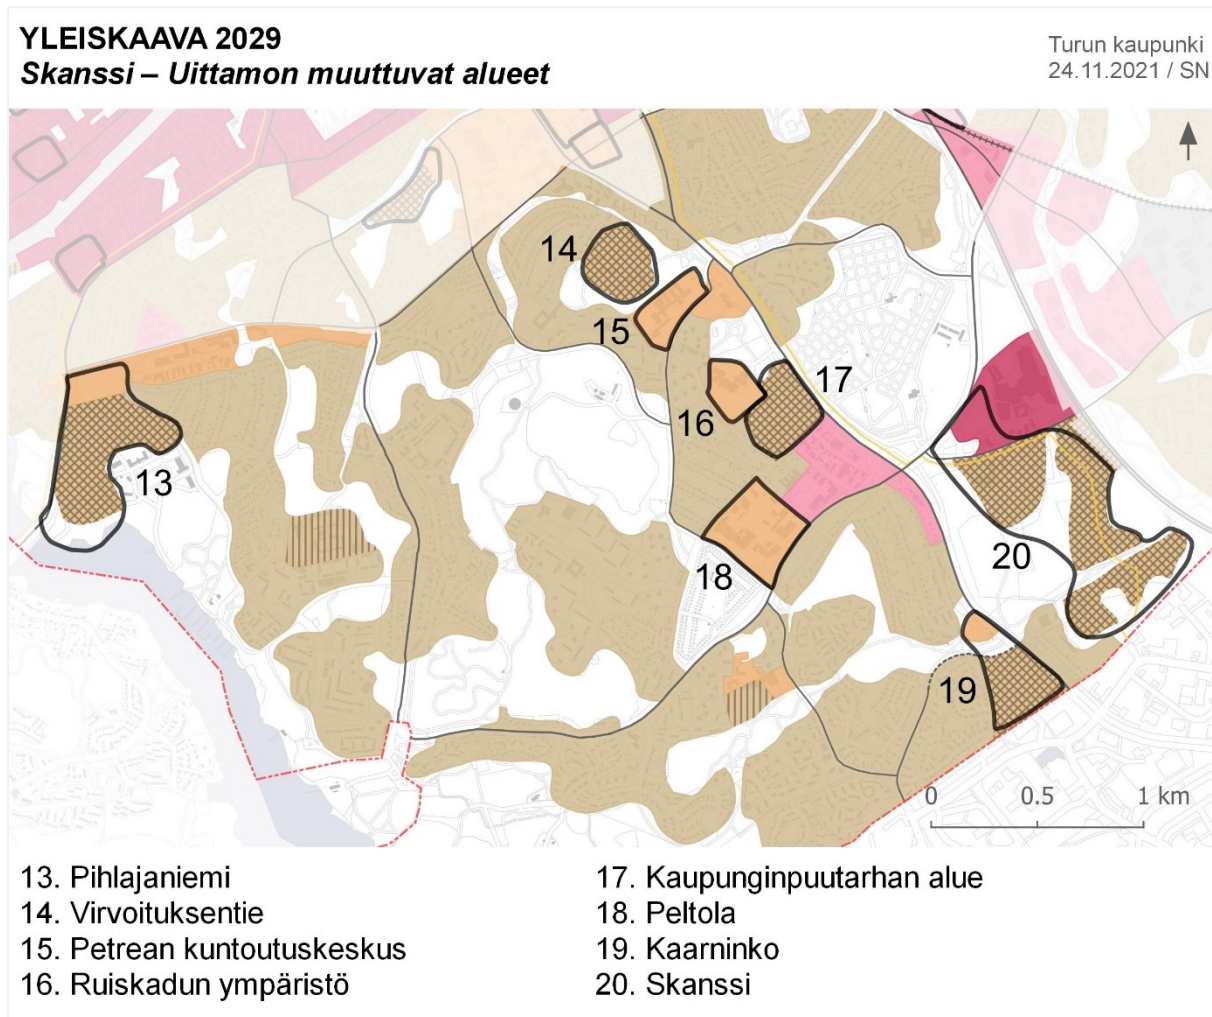 YLEISKAAVA 2029
Skanssi – Uittamon muuttuvat alueet
Turun kaupunki
24.11.2021 / SN
14
15
17
16
13
20
18
19
0 0.5 1 km
13. Pihlajaniemi
14. Virvoituksentie
15. Petrean kuntoutuskeskus
16. Ruiskadun ympäristö
17. Kaupunginpuutarhan alue
18. Peltola
19. Kaarninko
20. Skanssi